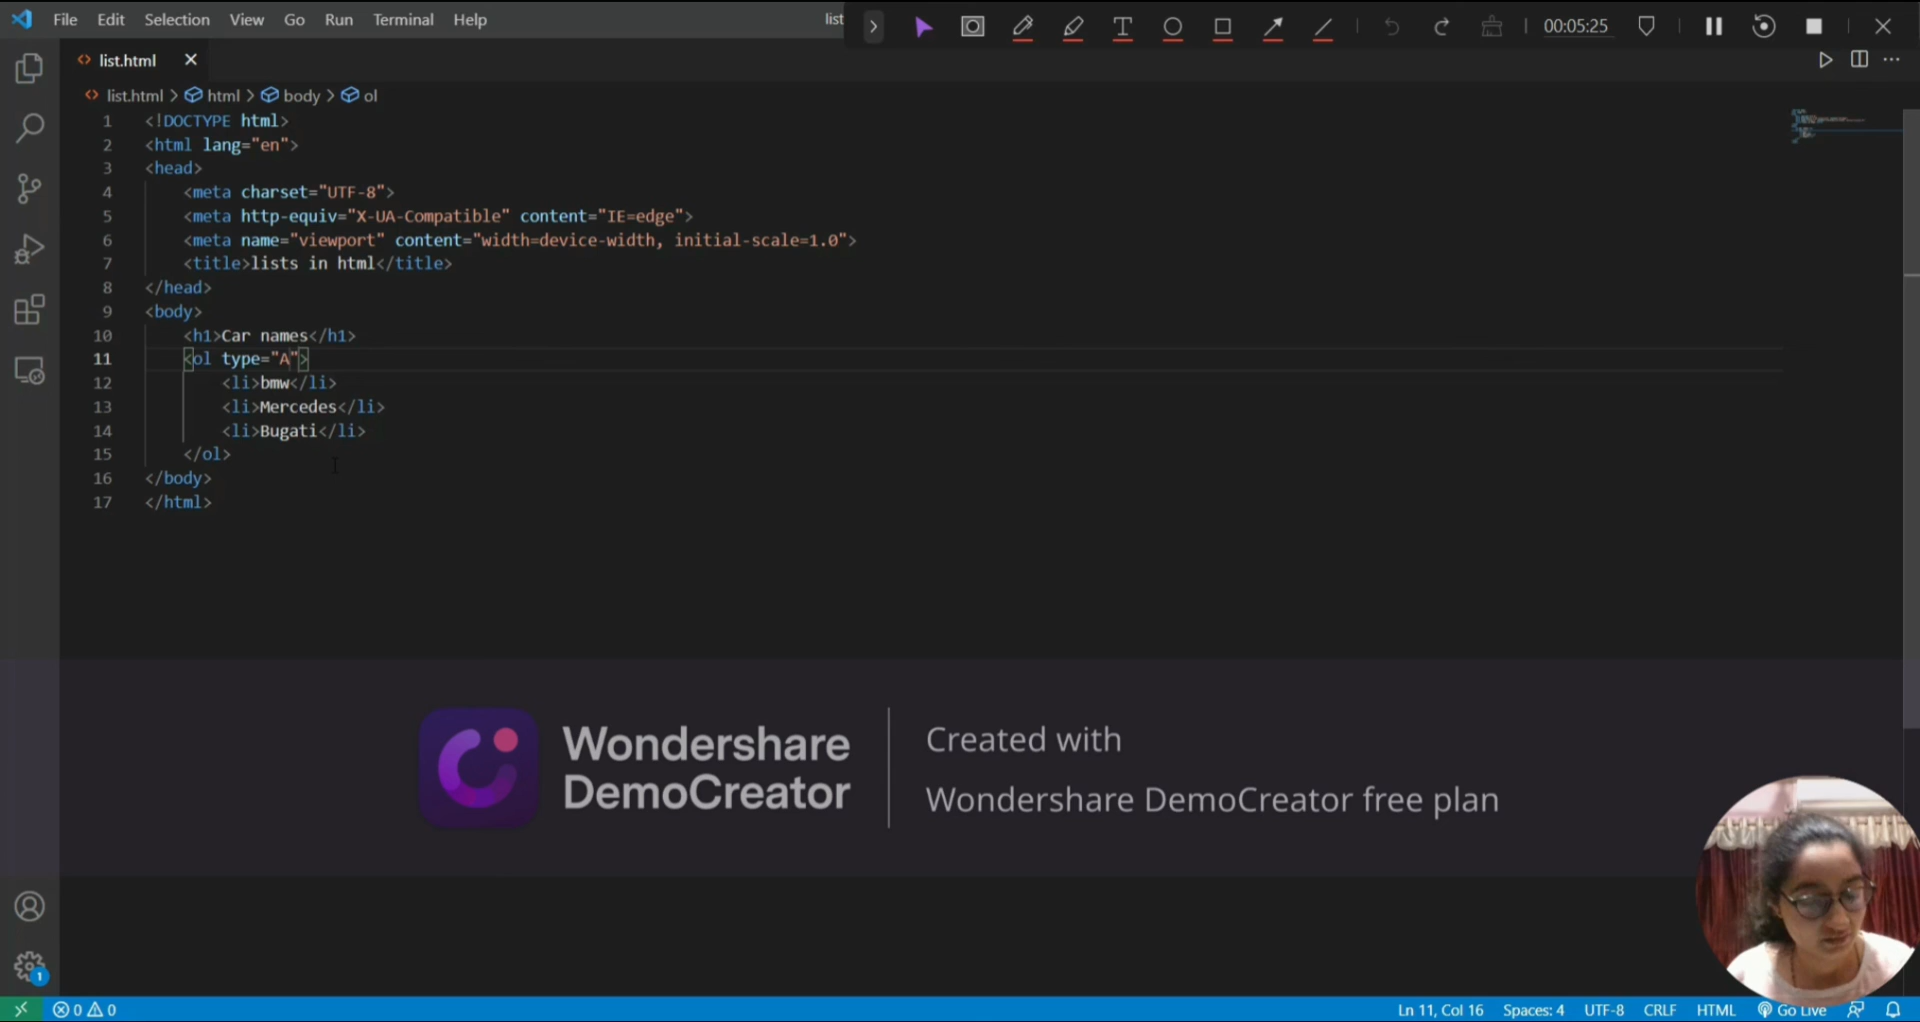 File Edit Selection View Go Run Terminal Help list
00:05:25
list.html
list.html > html > body > ol
1 <!DOCTYPE html>
2 <html lang="en">
3 <head>
4 <meta charset="UTF-8">
5 <meta http-equiv="X-UA-Compatible" content="IE=edge">
6 <meta name="viewport" content="width=device-width, initial-scale=1.0">
7 <title>lists in html</title>
8 </head>
9 <body>
10 <h1>Car names</h1>
11 <ol type="A">
12 <li>bmw</li>
13 <li>Mercedes</li>
14 <li>Bugati</li>
15 </ol>
16 </body>
17 </html>
Wondershare
DemoCreator
Created with
Wondershare DemoCreator free plan
1
0 0 Ln 11, Col 16 Spaces: 4 UTF-8 CRLF HTML Go Live